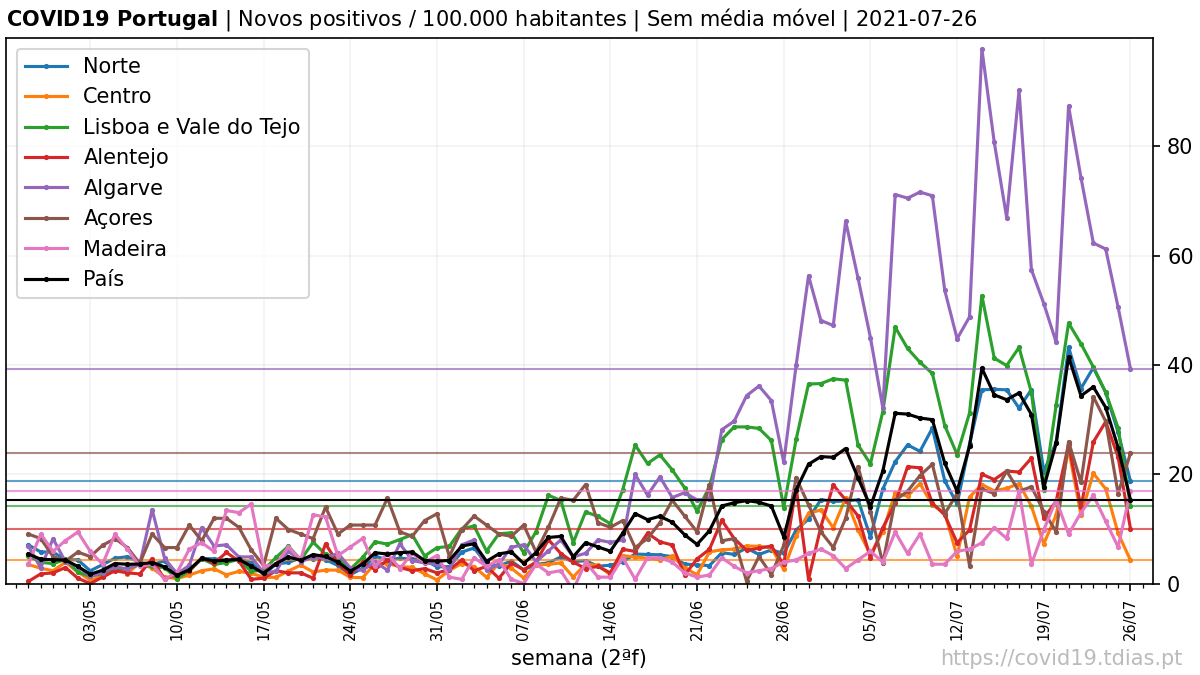 COVID19 Portugal | Novos positivos / 100.000 habitantes | Sem média móvel | 2021-07-26
Norte
Centro
Lisboa e Vale do Tejo
Alentejo
Algarve
Açores
Madeira
País
80
60
40
20
0
03/05 10/05 17/05 24/05 31/05 07/06 14/06 21/06 28/06 05/07 12/07 19/07 26/07
semana (2ªf)
https://covid19.tdias.pt